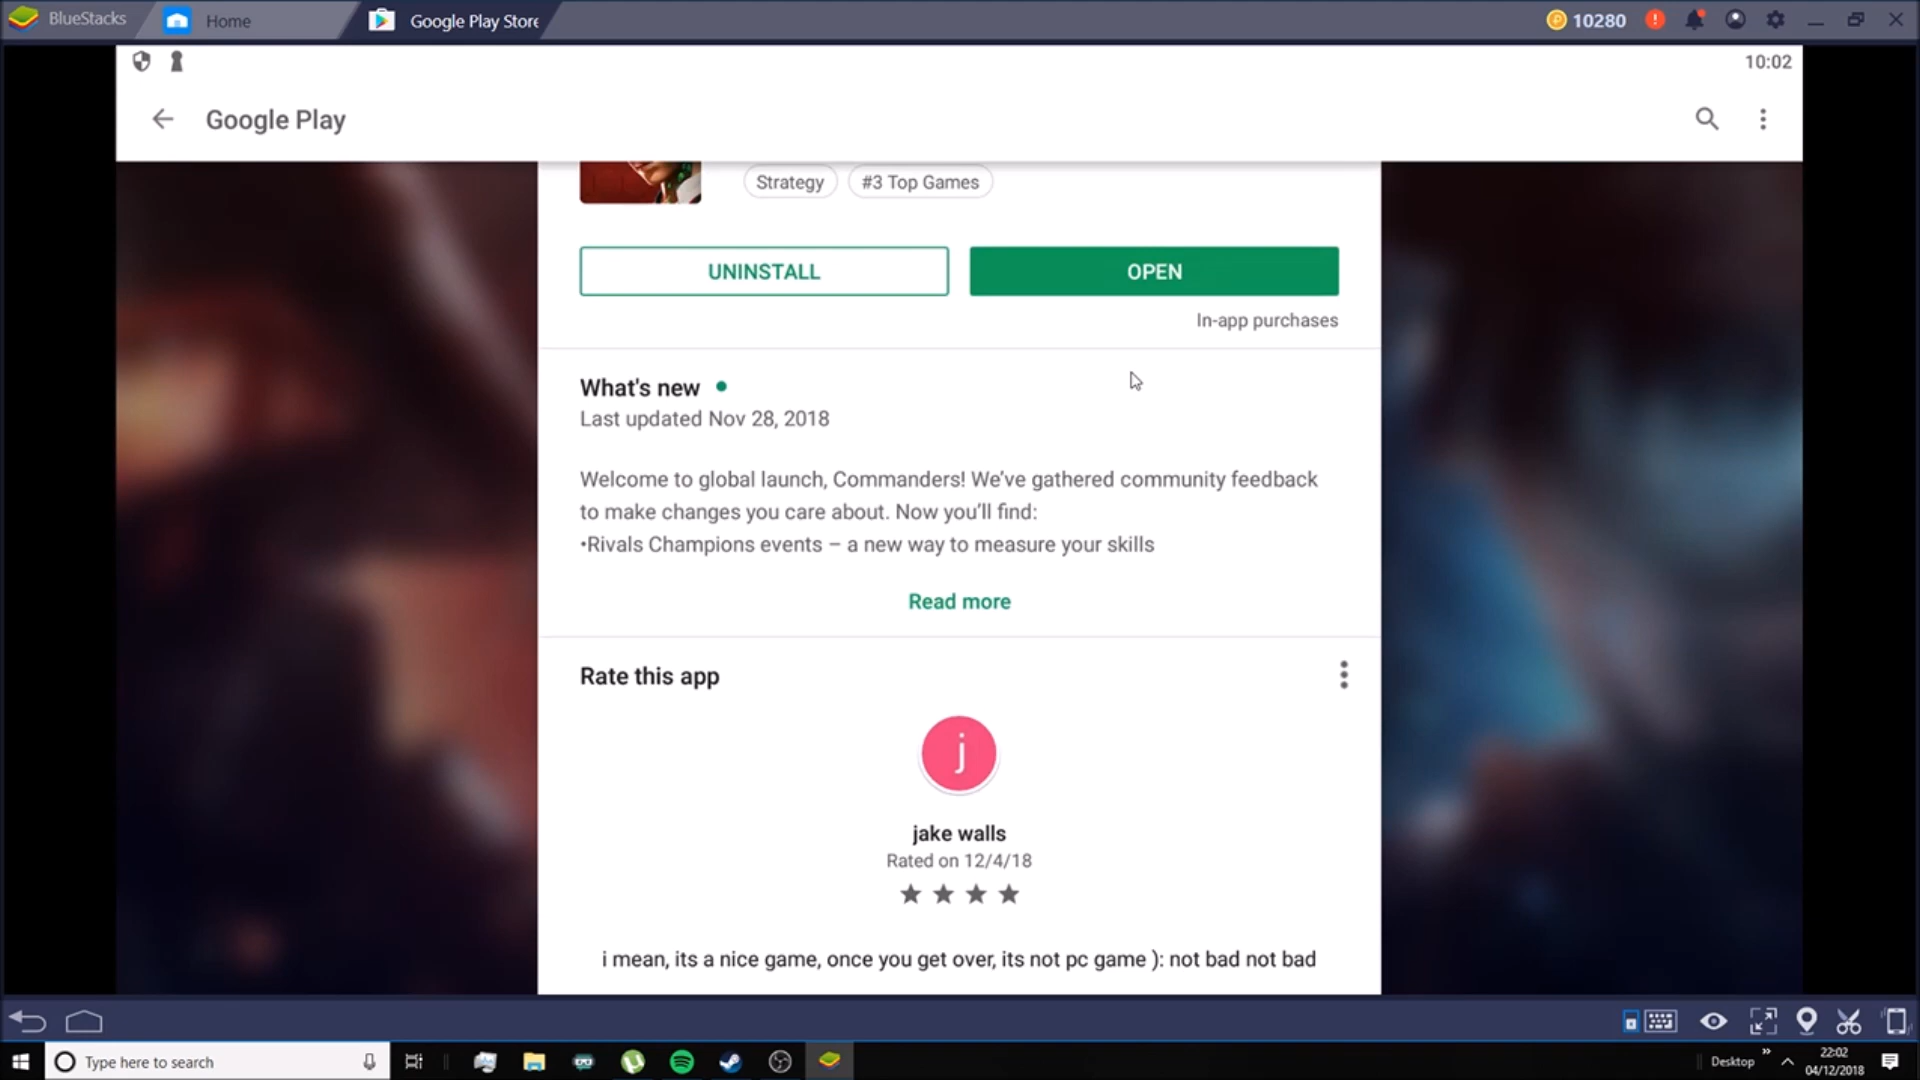 BlueStacks
Home
Google Play Store
10280
10:02
Google Play
Strategy
#3 Top Games
UNINSTALL
OPEN
In-app purchases
What's new
Last updated Nov 28, 2018
Welcome to global launch, Commanders! We've gathered community feedback
to make changes you care about. Now you'll find:
•Rivals Champions events – a new way to measure your skills
Read more
Rate this app
j
jake walls
Rated on 12/4/18
i mean, its a nice game, once you get over, its not pc game ): not bad not bad
Type here to search
Desktop
22:02
04/12/2018